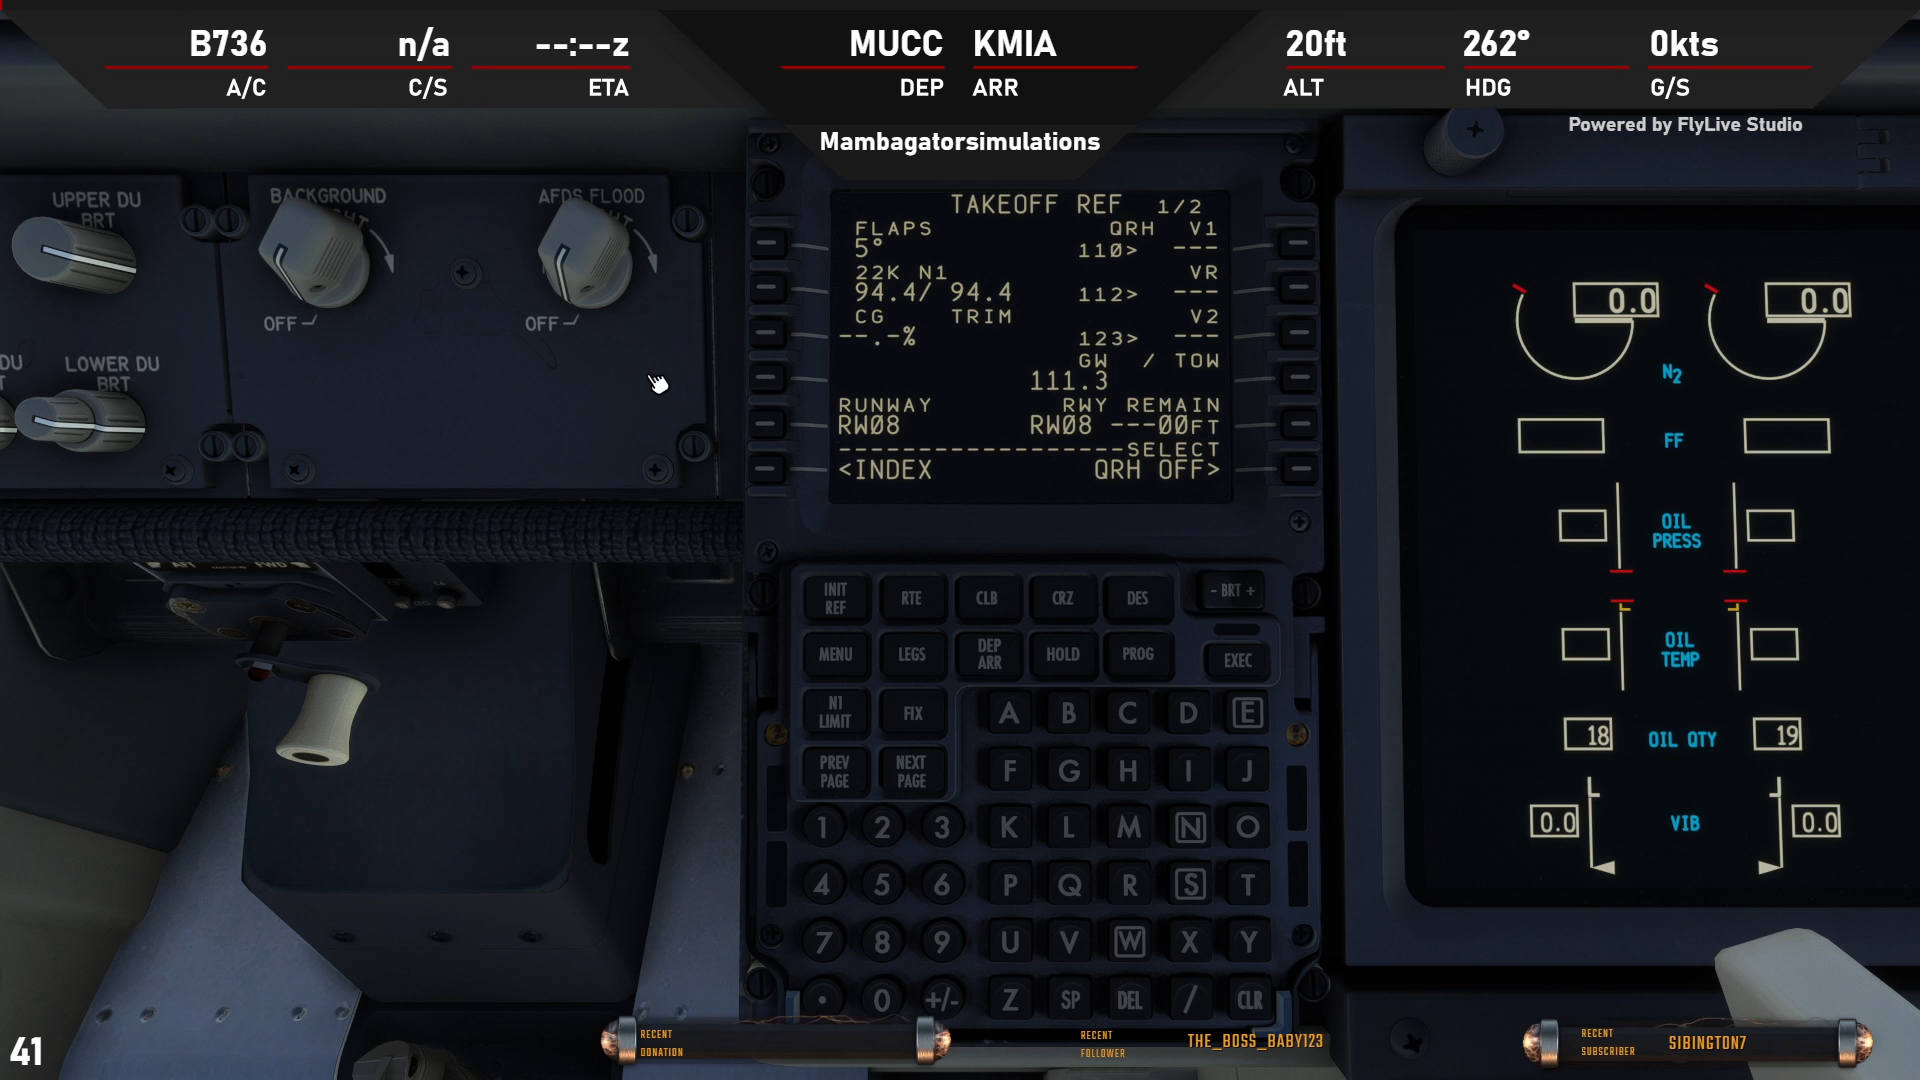 B736 n/a --:--z MUCC KMIA 20ft 262° 0kts
A/C C/S ETA DEP ARR ALT HDG G/S
Mambagatorsimulations
Powered by FlyLive Studio
UPPER DU
BRT
BACKGROUND
AFDS FLOOD
OFF
OFF
LOWER DU
BRT
DU
TAKEOFF REF 1/2
FLAPS QRH V1
5° 110> ---
22K N1 VR
94.4/ 94.4 112> ---
CG TRIM V2
--.-% 123> ---
GW / TOW
111.3
RUNWAY RWY REMAIN
RW08 RW08 ---00FT
------------------SELECT
<INDEX QRH OFF>
AFT FWD
INIT
REF
RTE
CLB
CRZ
DES
- BRT +
MENU
LEGS
DEP
ARR
HOLD
PROG
EXEC
N1
LIMIT
FIX
PREV
PAGE
NEXT
PAGE
A B C D E
F G H I J
1 2 3 K L M N O
4 5 6 P Q R S T
7 8 9 U V W X Y
. 0 +/- Z SP DEL / CLR
0.0 0.0
N2
FF
OIL
PRESS
OIL
TEMP
18 OIL QTY 19
0.0 VIB 0.0
41
RECENT
DONATION
RECENT
FOLLOWER
THE_BOSS_BABY123
RECENT
SUBSCRIBER
SIBINGTON7